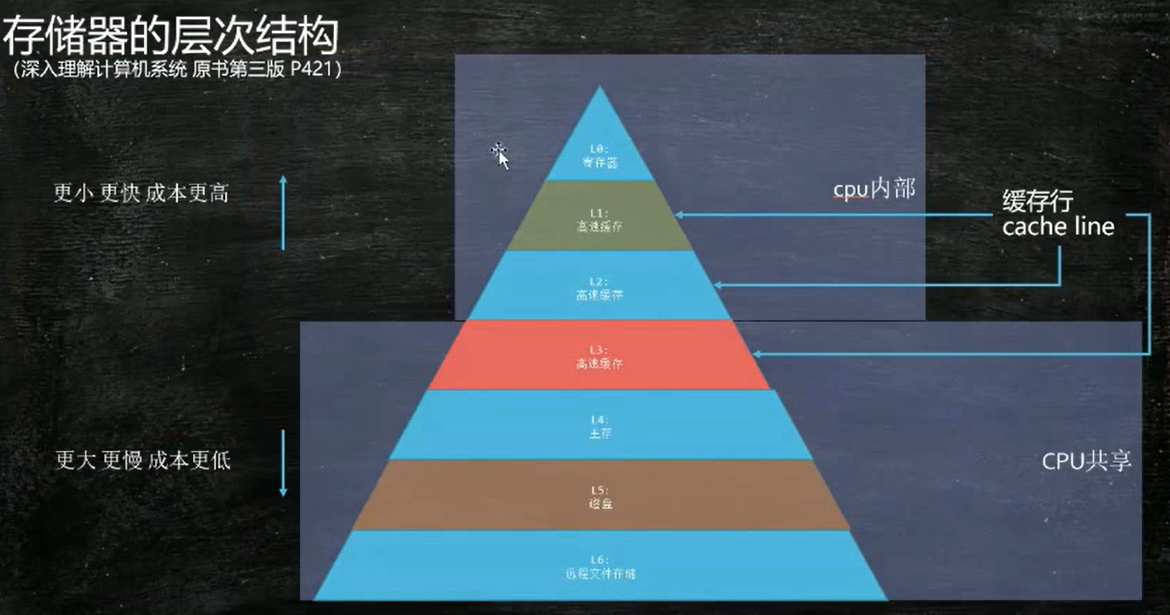 存储器的层次结构
（深入理解计算机系统 原书第三版 P421）
更小 更快 成本更高
更大 更慢 成本更低
L0:
寄存器
L1:
高速缓存
L2:
高速缓存
L3:
高速缓存
L4:
主存
L5:
磁盘
L6:
远程文件存储
cpu内部
缓存行
cache line
CPU共享